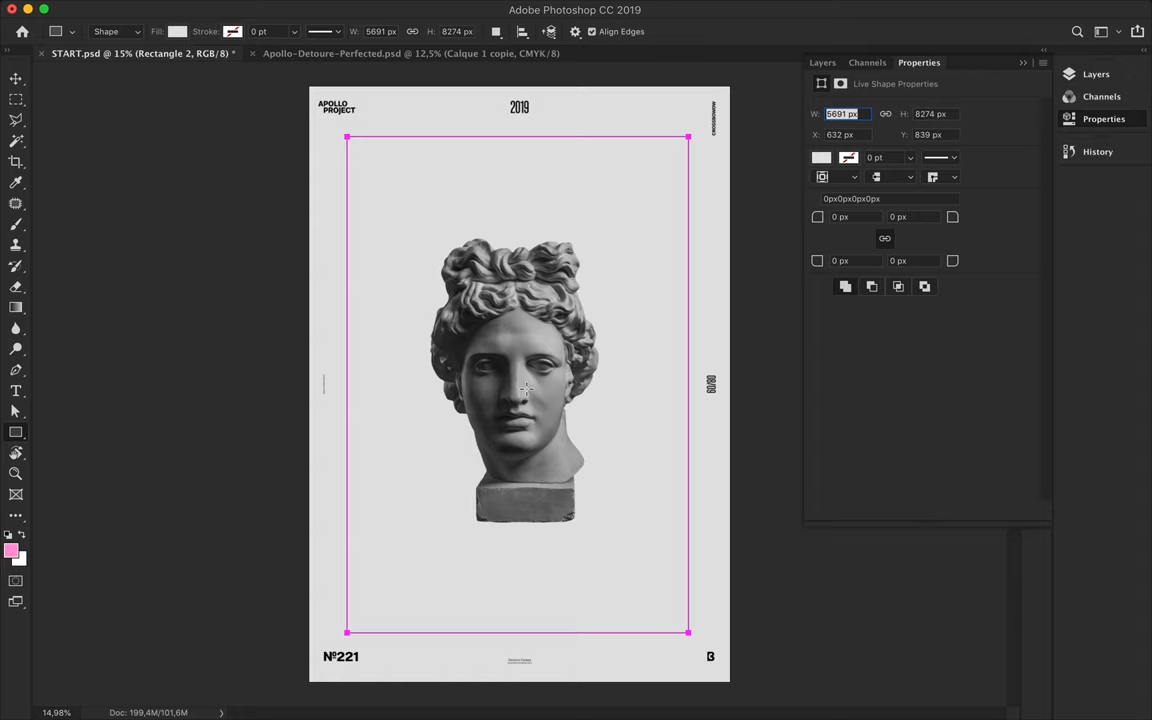 Adobe Photoshop CC 2019
Shape Fill: Stroke: 0 pt W: 5691 px H: 8274 px Align Edges
START.psd @ 15% (Rectangle 2, RGB/8) * Apollo-Detoure-Perfected.psd @ 12,5% (Calque 1 copie, CMYK/8)
Layers Channels Properties
Live Shape Properties
W: 5691 px H: 8274 px
X: 632 px Y: 839 px
0 pt
0px0px0px0px
0 px 0 px
0 px 0 px
Layers
Channels
Properties
History
APOLLO
PROJECT
2019
60/80
Nº221
14,98% Doc: 199,4M/101,6M